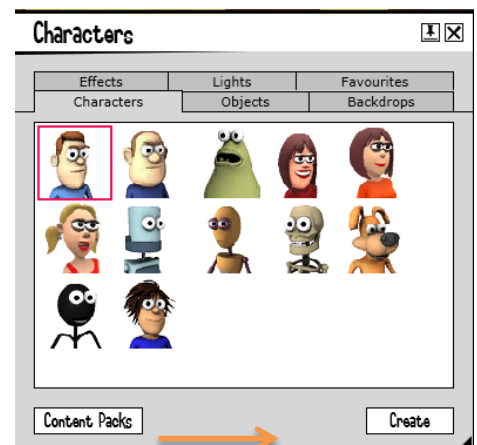 Characters
Effects Lights Favourites
Characters Objects Backdrops
Content Packs Create